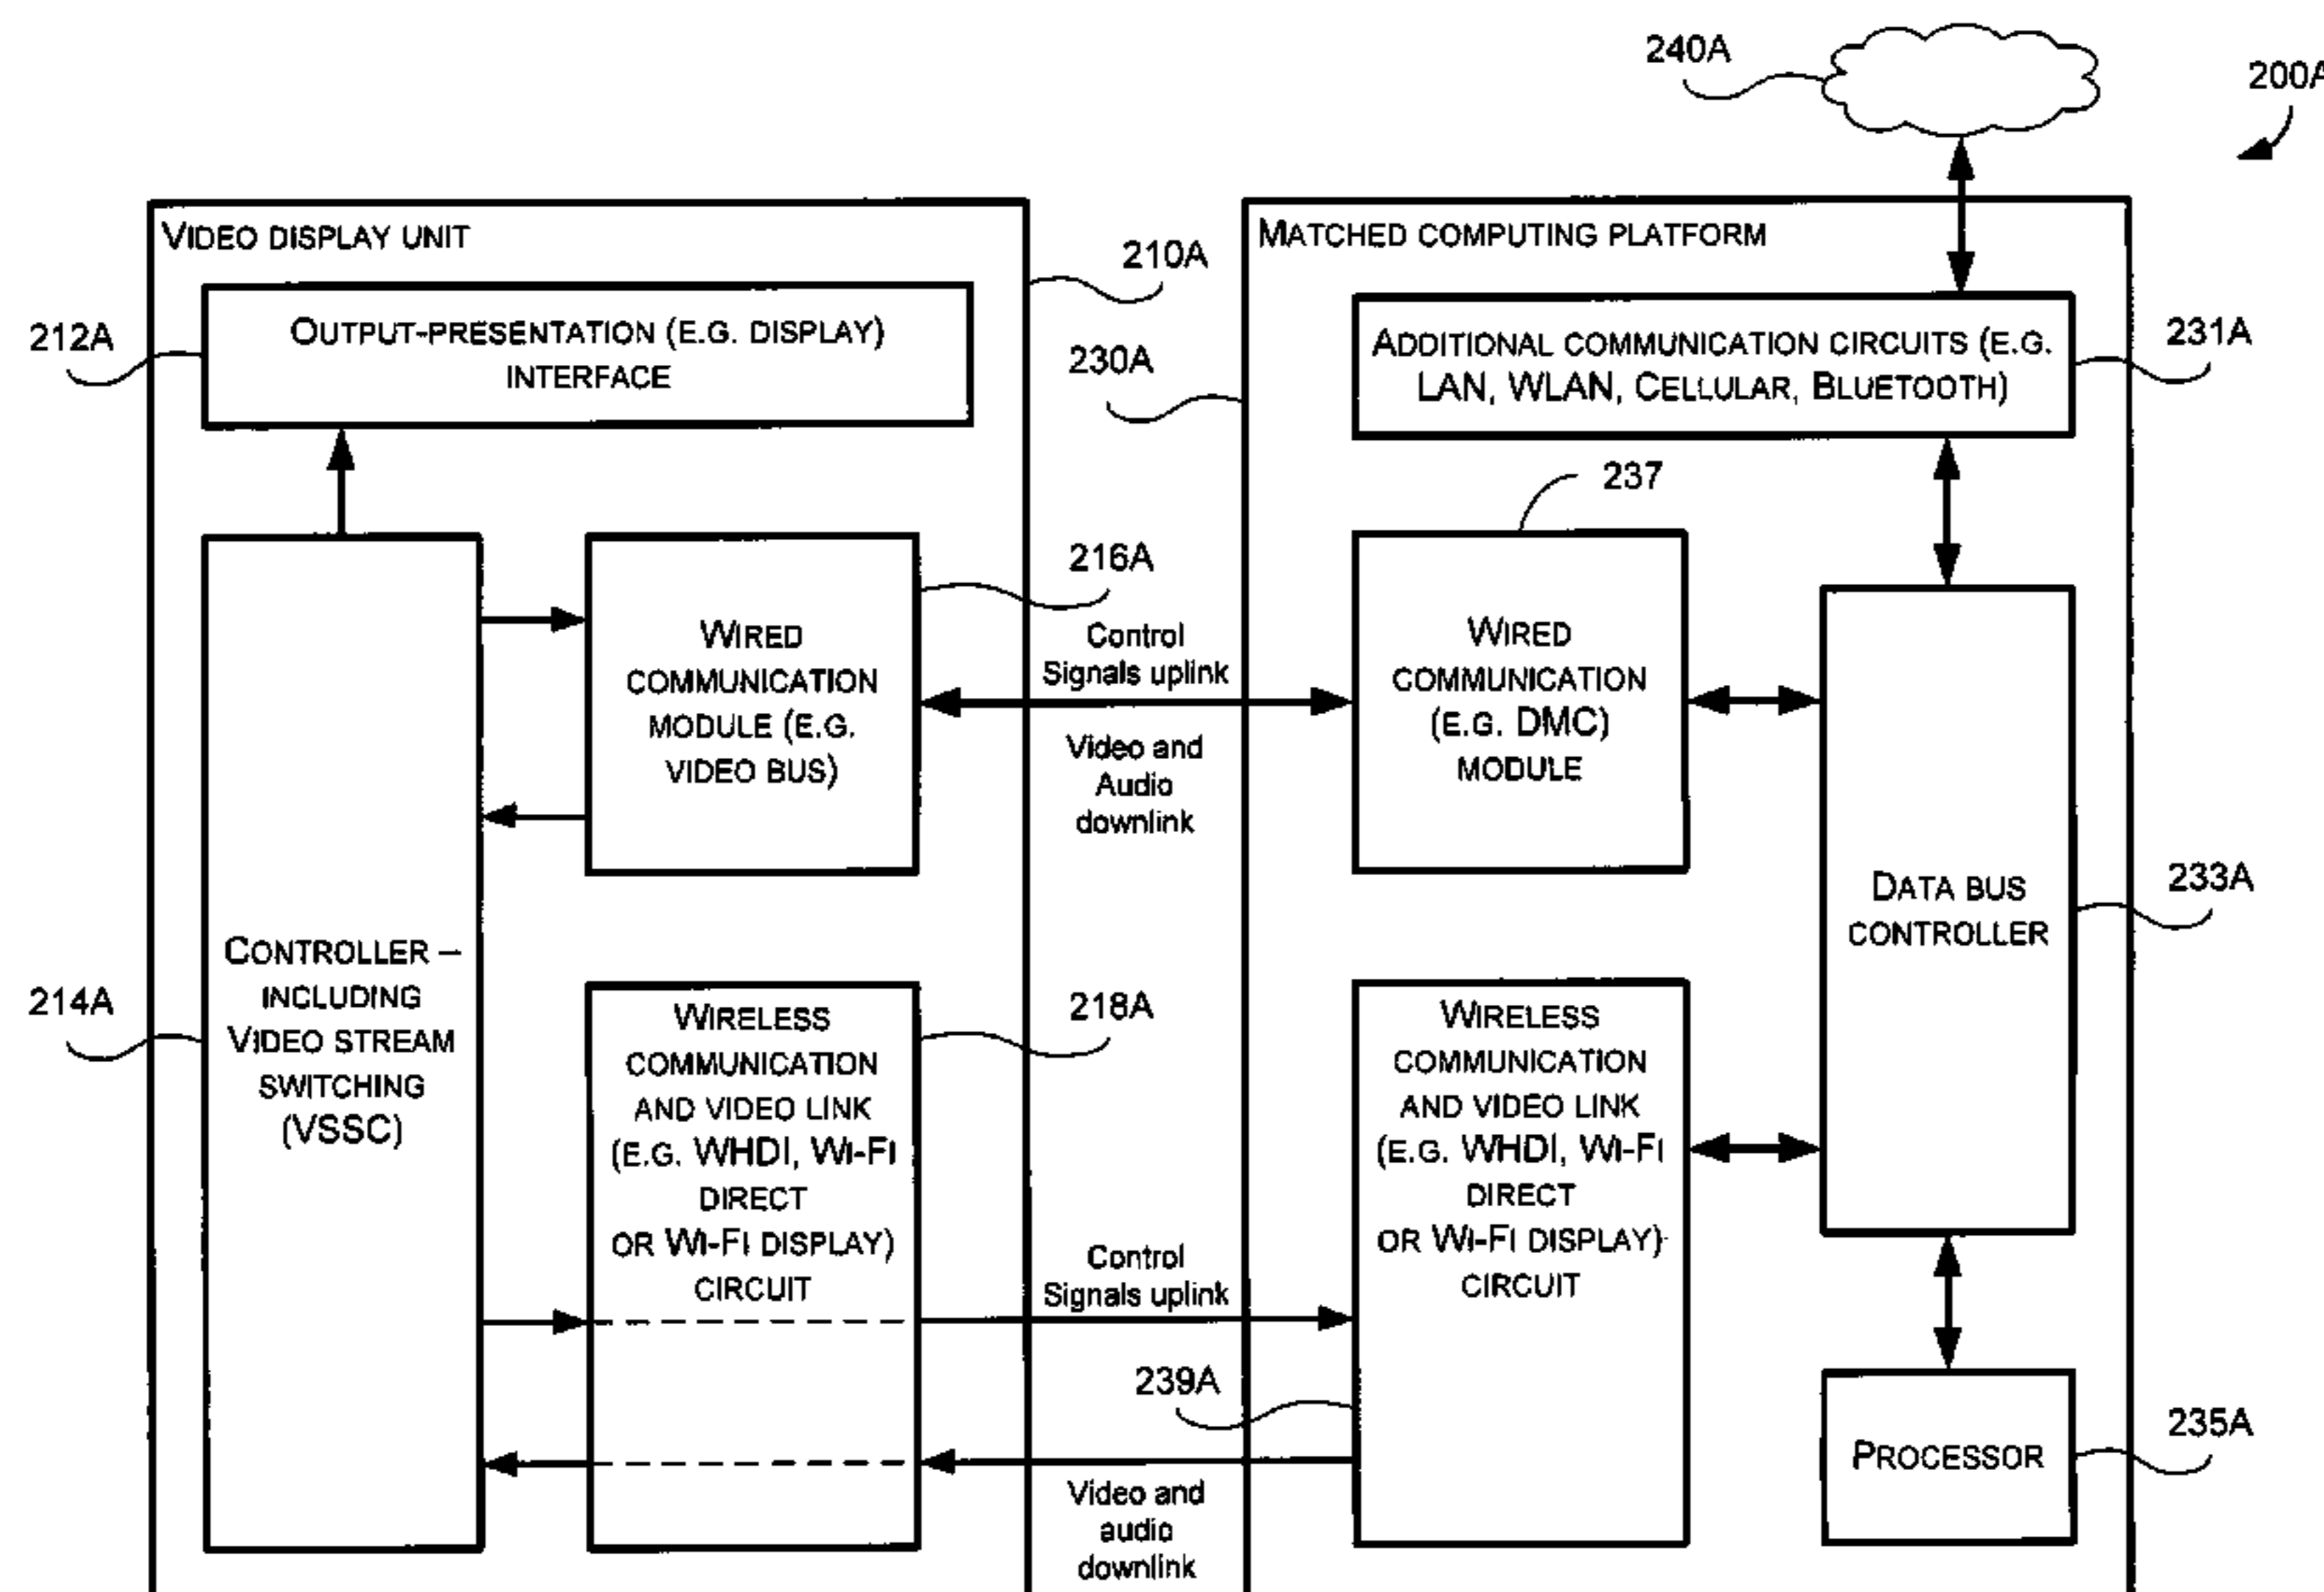 240A
200A
VIDEO DISPLAY UNIT
MATCHED COMPUTING PLATFORM
210A
212A
OUTPUT-PRESENTATION (E.G. DISPLAY)
INTERFACE
230A
ADDITIONAL COMMUNICATION CIRCUITS (E.G.
LAN, WLAN, CELLULAR, BLUETOOTH)
231A
237
216A
WIRED
COMMUNICATION
MODULE (E.G.
VIDEO BUS)
Control
Signals uplink
Video and
Audio
downlink
WIRED
COMMUNICATION
(E.G. DMC)
MODULE
DATA BUS
CONTROLLER
233A
214A
CONTROLLER –
INCLUDING
VIDEO STREAM
SWITCHING
(VSSC)
218A
WIRELESS
COMMUNICATION
AND VIDEO LINK
(E.G. WHDI, WI-FI
DIRECT
OR WI-FI DISPLAY)
CIRCUIT
Control
Signals uplink
239A
Video and
audio
downlink
WIRELESS
COMMUNICATION
AND VIDEO LINK
(E.G. WHDI, WI-FI
DIRECT
OR WI-FI DISPLAY)
CIRCUIT
PROCESSOR
235A